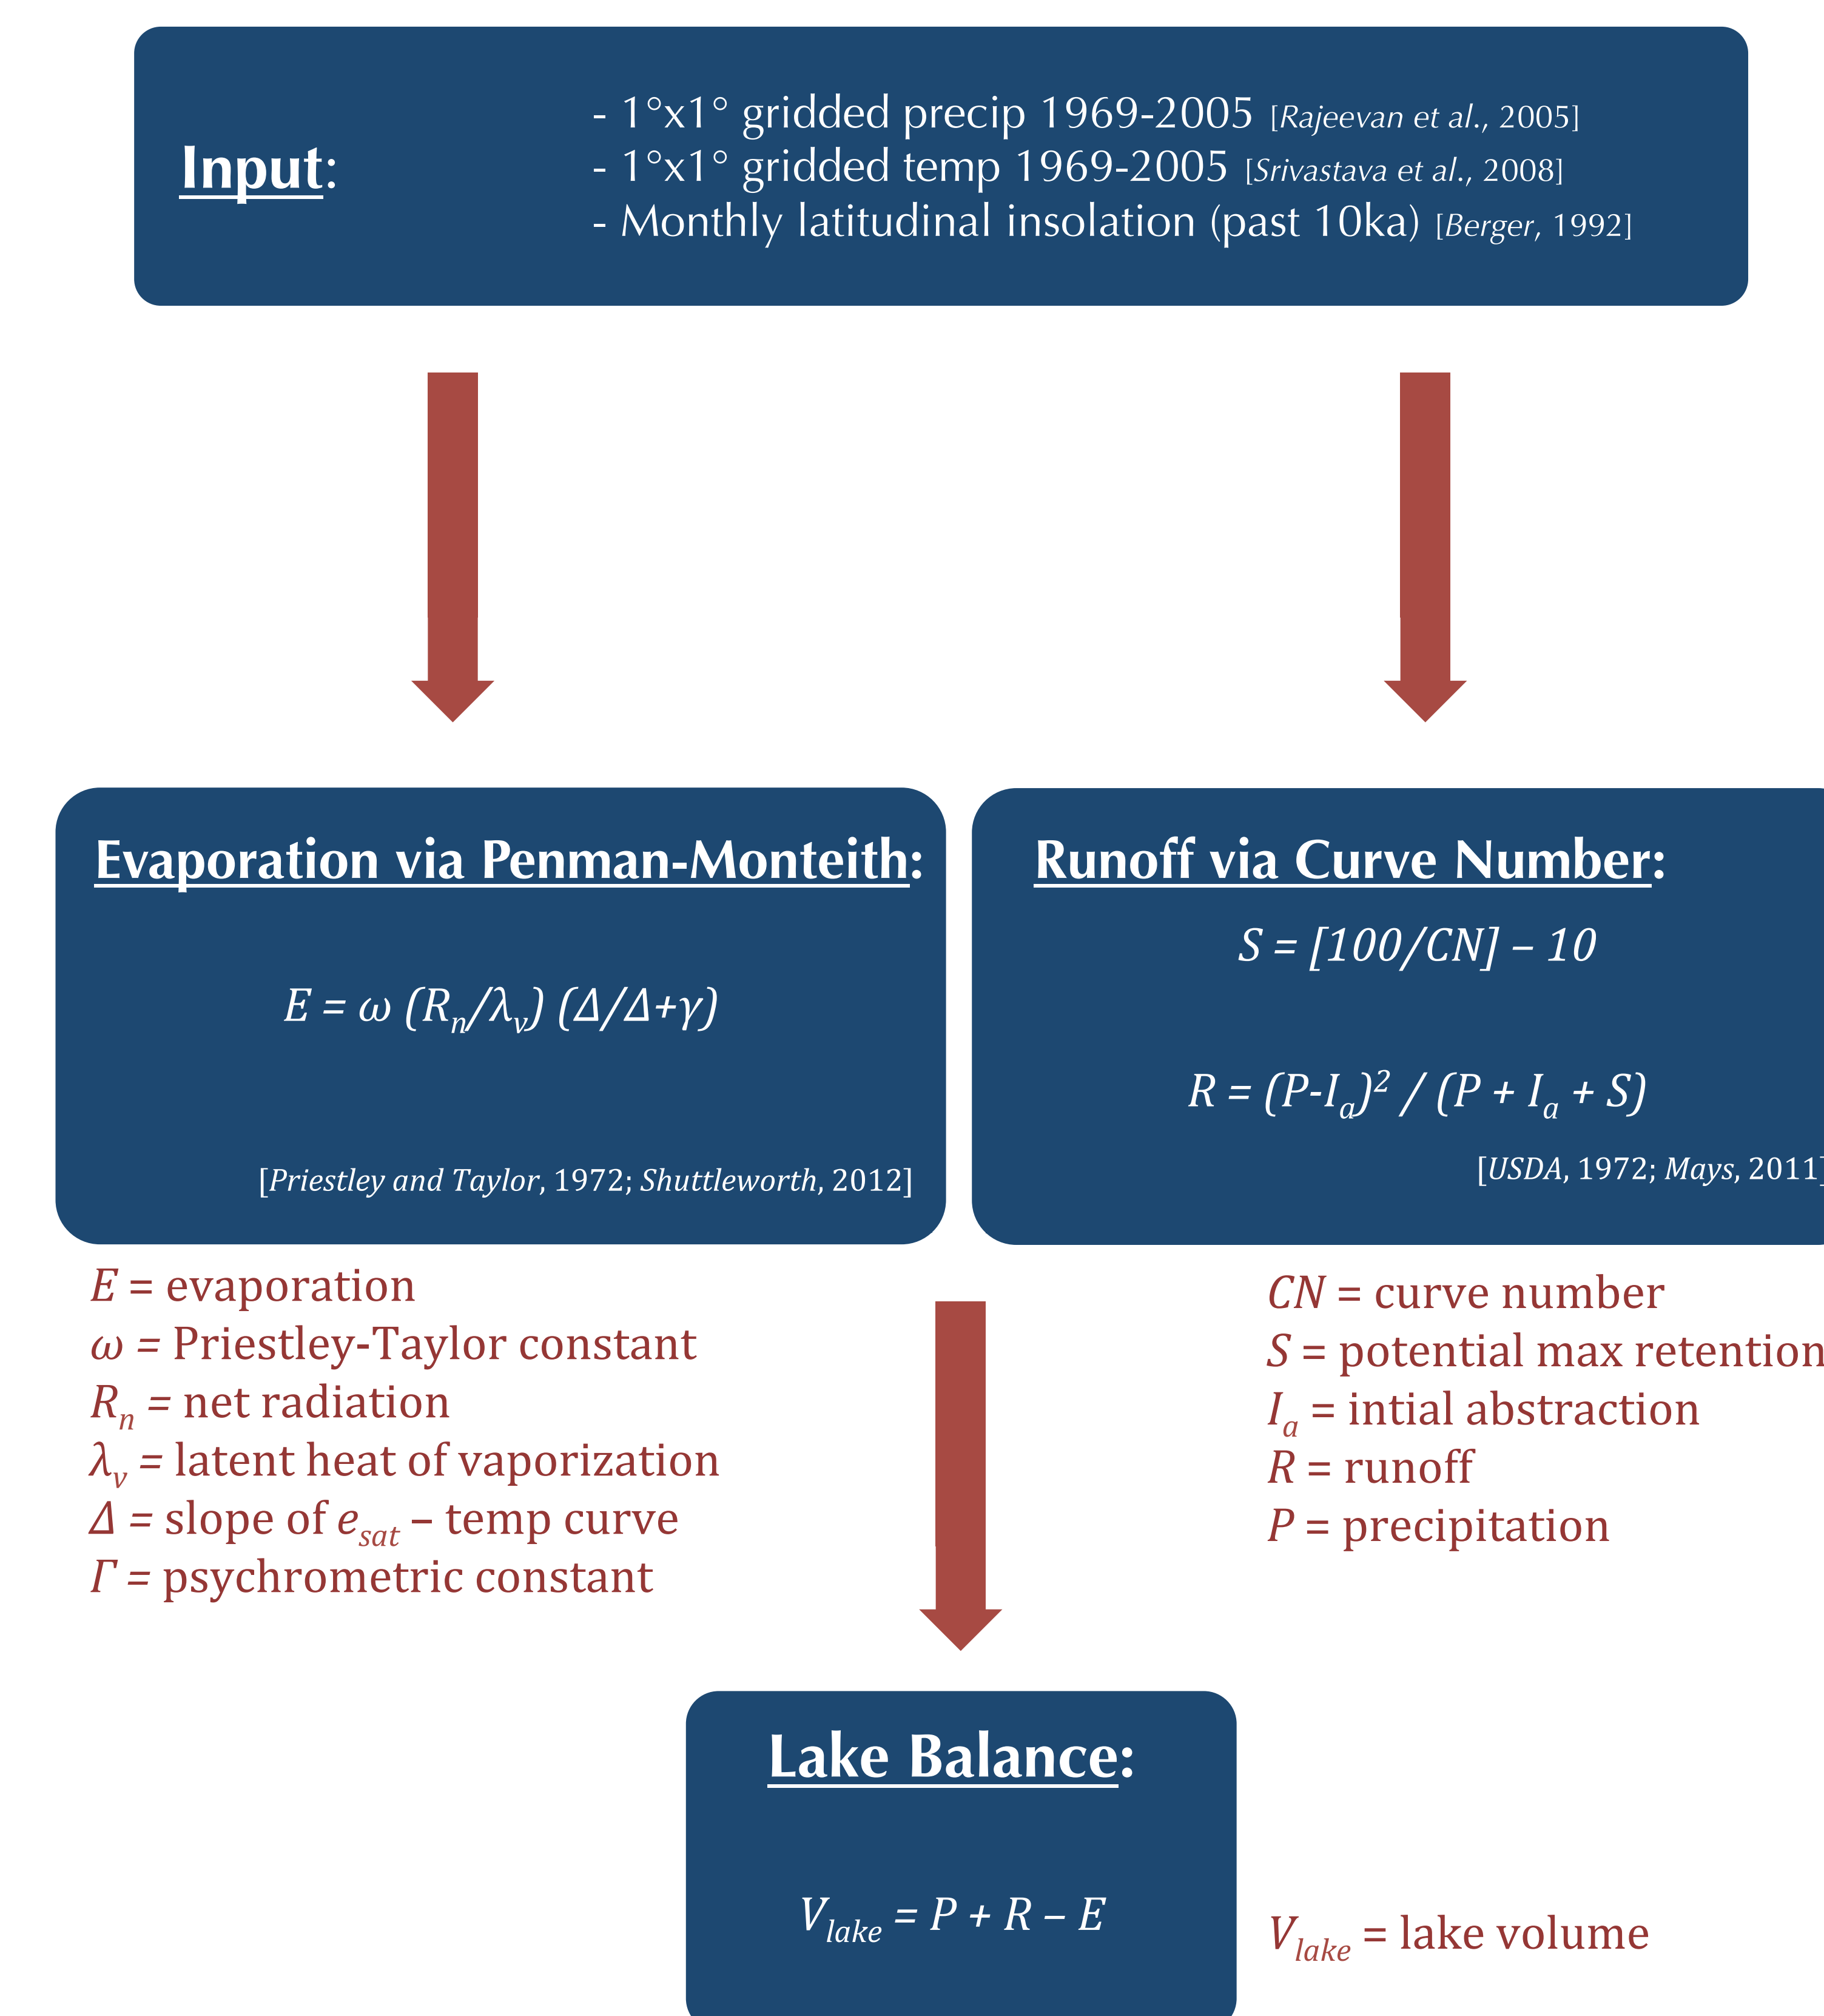 Input:
- 1°x1° gridded precip 1969-2005 [Rajeevan et al., 2005]
- 1°x1° gridded temp 1969-2005 [Srivastava et al., 2008]
- Monthly latitudinal insolation (past 10ka) [Berger, 1992]
Evaporation via Penman-Monteith:
E = ω (Rn/λv) (Δ/Δ+γ)
[Priestley and Taylor, 1972; Shuttleworth, 2012]
Runoff via Curve Number:
S = [100/CN] – 10
R = (P-Ia)² / (P + Ia + S)
[USDA, 1972; Mays, 2011]
E = evaporation
ω = Priestley-Taylor constant
Rn = net radiation
λv = latent heat of vaporization
Δ = slope of esat – temp curve
Γ = psychrometric constant
CN = curve number
S = potential max retention
Ia = intial abstraction
R = runoff
P = precipitation
Lake Balance:
Vlake = P + R – E
Vlake = lake volume